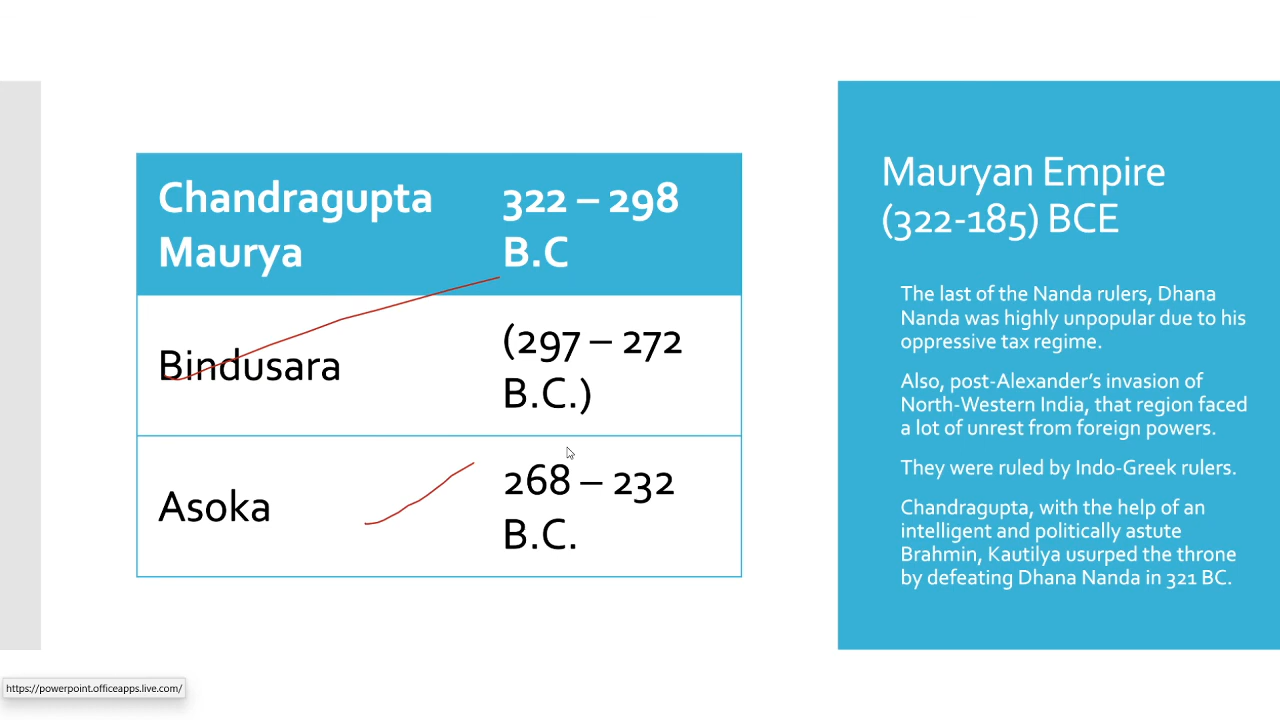 Chandragupta
Maurya
322 – 298
B.C
Bindusara
(297 – 272
B.C.)
Asoka
268 – 232
B.C.
Mauryan Empire
(322-185) BCE
The last of the Nanda rulers, Dhana
Nanda was highly unpopular due to his
oppressive tax regime.
Also, post-Alexander’s invasion of
North-Western India, that region faced
a lot of unrest from foreign powers.
They were ruled by Indo-Greek rulers.
Chandragupta, with the help of an
intelligent and politically astute
Brahmin, Kautilya usurped the throne
by defeating Dhana Nanda in 321 BC.
https://powerpoint.officeapps.live.com/